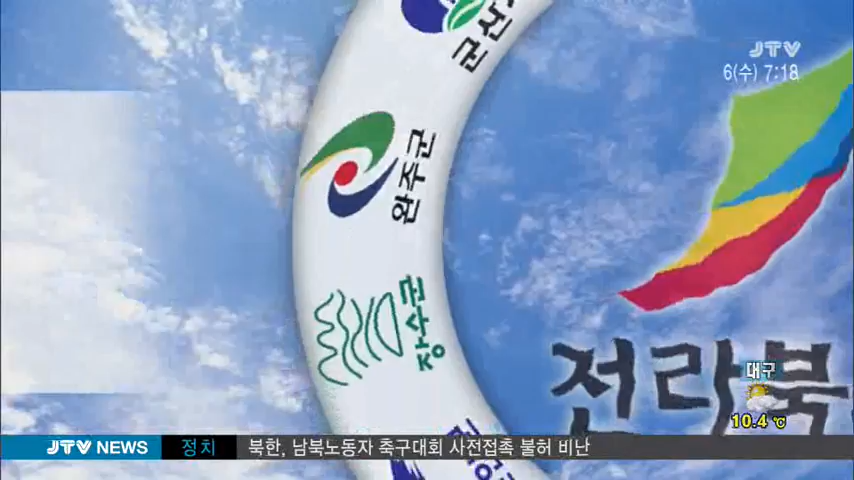 JTV
6(수) 7:18
군산시
완주군
장수군
전라북
대구
10.4 ℃
JTV NEWS 정치 북한, 남북노동자 축구대회 사전접촉 불허 비난